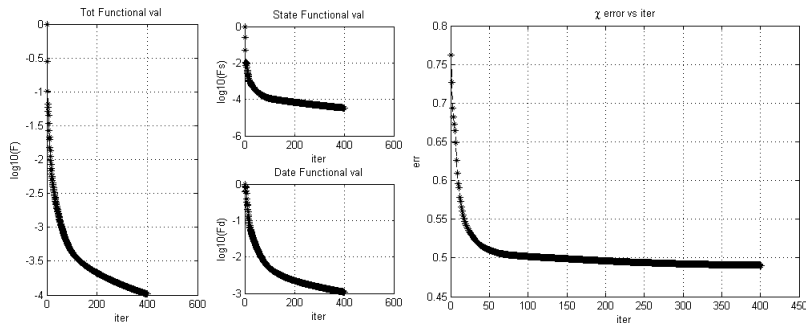 Tot Functional val
0
-0.5
-1
-1.5
-2
-2.5
-3
-3.5
-4
log10(F)
0 200 400 600
iter
State Functional val
0
-2
-4
-6
log10(Fs)
0 200 400 600
iter
Date Functional val
0
-1
-2
-3
log10(Fd)
0 200 400 600
iter
χ error vs iter
0.8
0.75
0.7
0.65
0.6
0.55
0.5
0.45
err
0 50 100 150 200 250 300 350 400 450
iter